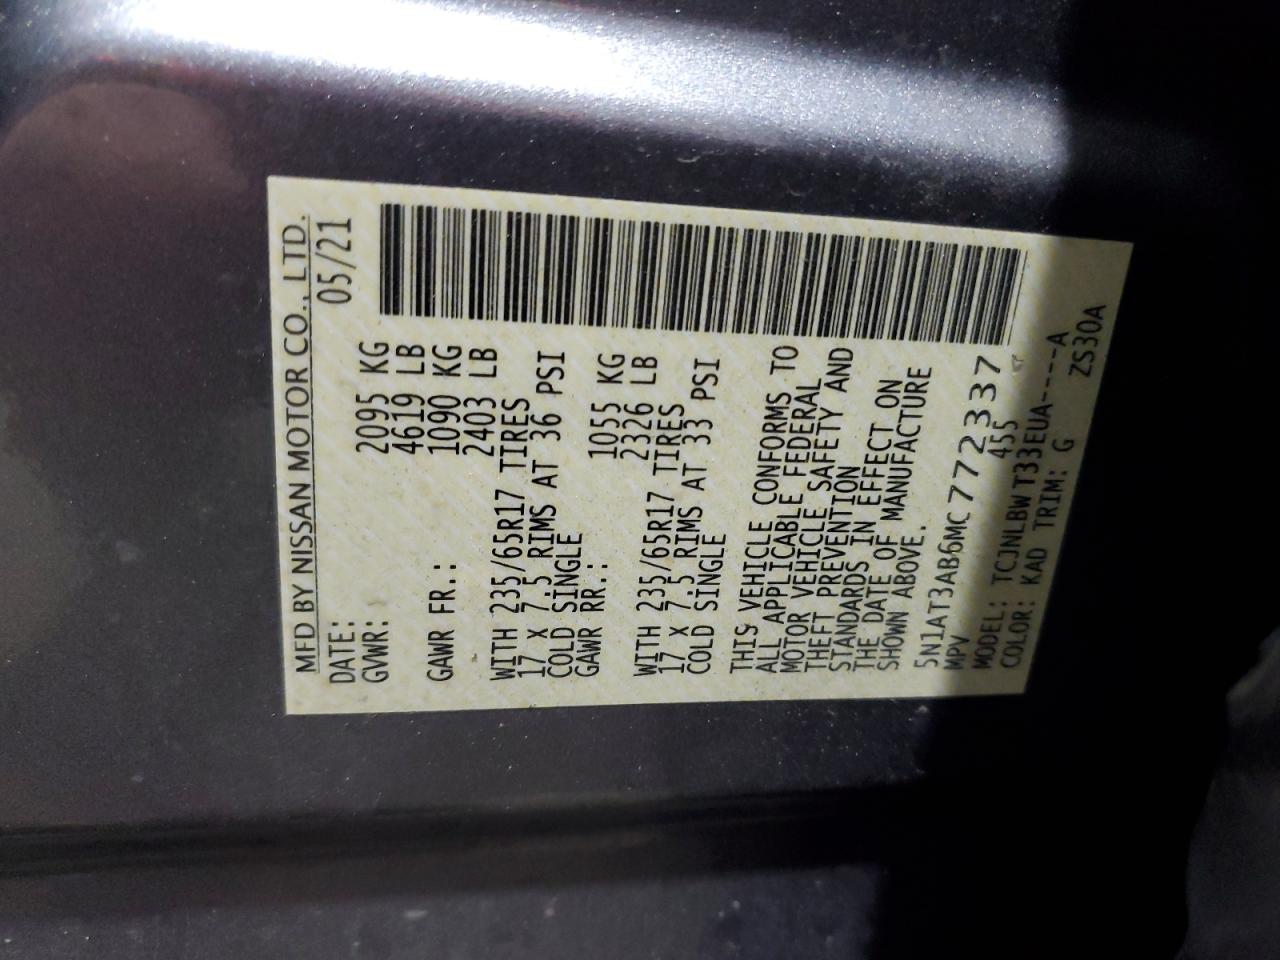 MFD BY NISSAN MOTOR CO., LTD.
DATE: 05/21
GVWR: 2095 KG
4619 LB
GAWR FR.: 1090 KG
2403 LB
WITH 235/65R17 TIRES
17 X 7.5 RIMS AT 36 PSI
COLD SINGLE
GAWR RR.: 1055 KG
2326 LB
WITH 235/65R17 TIRES
17 X 7.5 RIMS AT 33 PSI
COLD SINGLE
THIS VEHICLE CONFORMS TO
ALL APPLICABLE FEDERAL
MOTOR VEHICLE SAFETY AND
THEFT PREVENTION
STANDARDS IN EFFECT ON
THE DATE OF MANUFACTURE
SHOWN ABOVE.
5N1AT3AB6MC772337
MPV 455
MODEL: TCJNLBW T33EUA----A
COLOR: KAD TRIM: G ZS30A